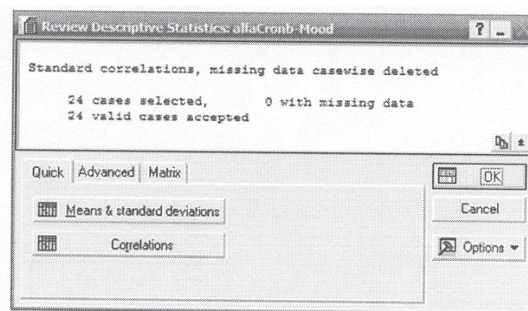 Review Descriptive Statistics: alfaCronb-Mood
Standard correlations, missing data casewise deleted
24 cases selected, 0 with missing data
24 valid cases accepted
Quick Advanced Matrix
Means & standard deviations
Correlations
OK
Cancel
Options